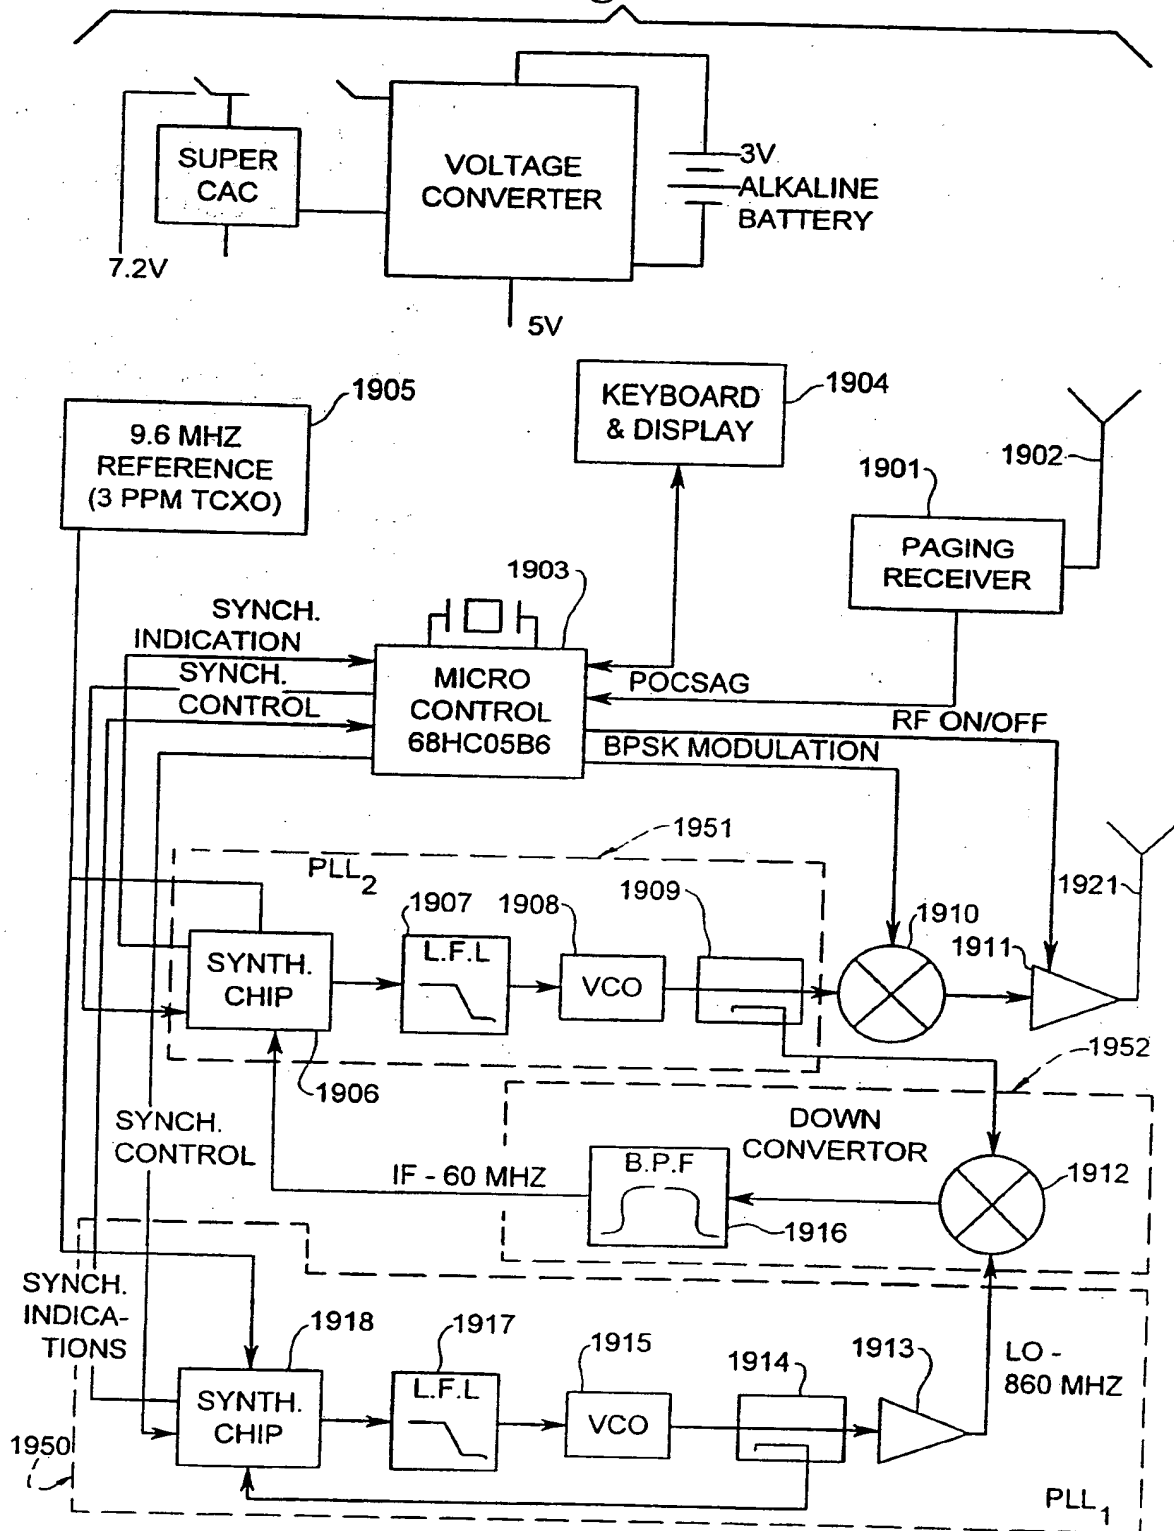 SUPER
CAC
7.2V
VOLTAGE
CONVERTER
3V
ALKALINE
BATTERY
5V
1905
9.6 MHZ
REFERENCE
(3 PPM TCXO)
KEYBOARD
& DISPLAY
1904
1902
1901
PAGING
RECEIVER
1903
SYNCH.
INDICATION
SYNCH.
CONTROL
MICRO
CONTROL
68HC05B6
POCSAG
RF ON/OFF
BPSK MODULATION
1951
PLL2
1907
1908
1909
1910
1911
1921
SYNTH.
CHIP
L.F.L
VCO
1906
1952
SYNCH.
CONTROL
DOWN
CONVERTOR
IF - 60 MHZ
B.P.F
1912
1916
SYNCH.
INDICA-
TIONS
1918
1917
1915
1914
1913
LO -
860 MHZ
SYNTH.
CHIP
L.F.L
VCO
1950
PLL1